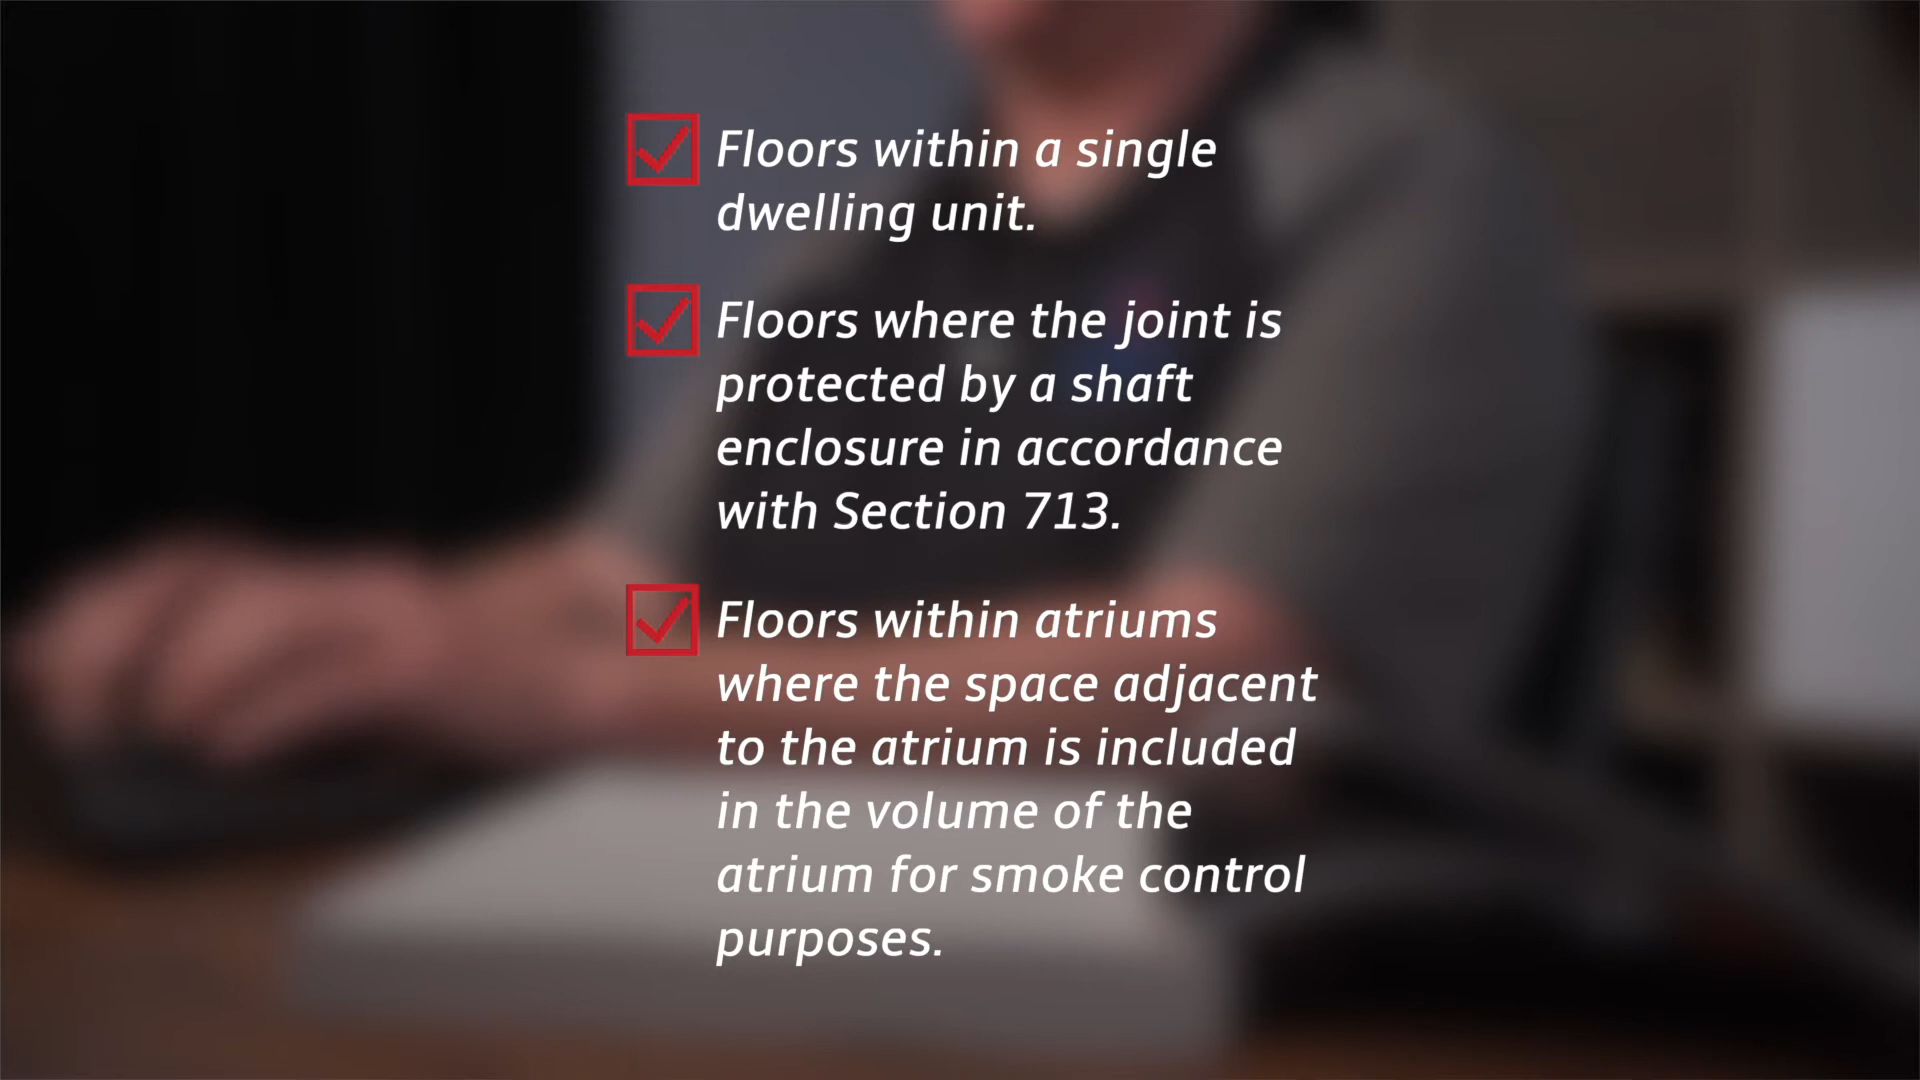 Floors within a single
dwelling unit.
Floors where the joint is
protected by a shaft
enclosure in accordance
with Section 713.
Floors within atriums
where the space adjacent
to the atrium is included
in the volume of the
atrium for smoke control
purposes.